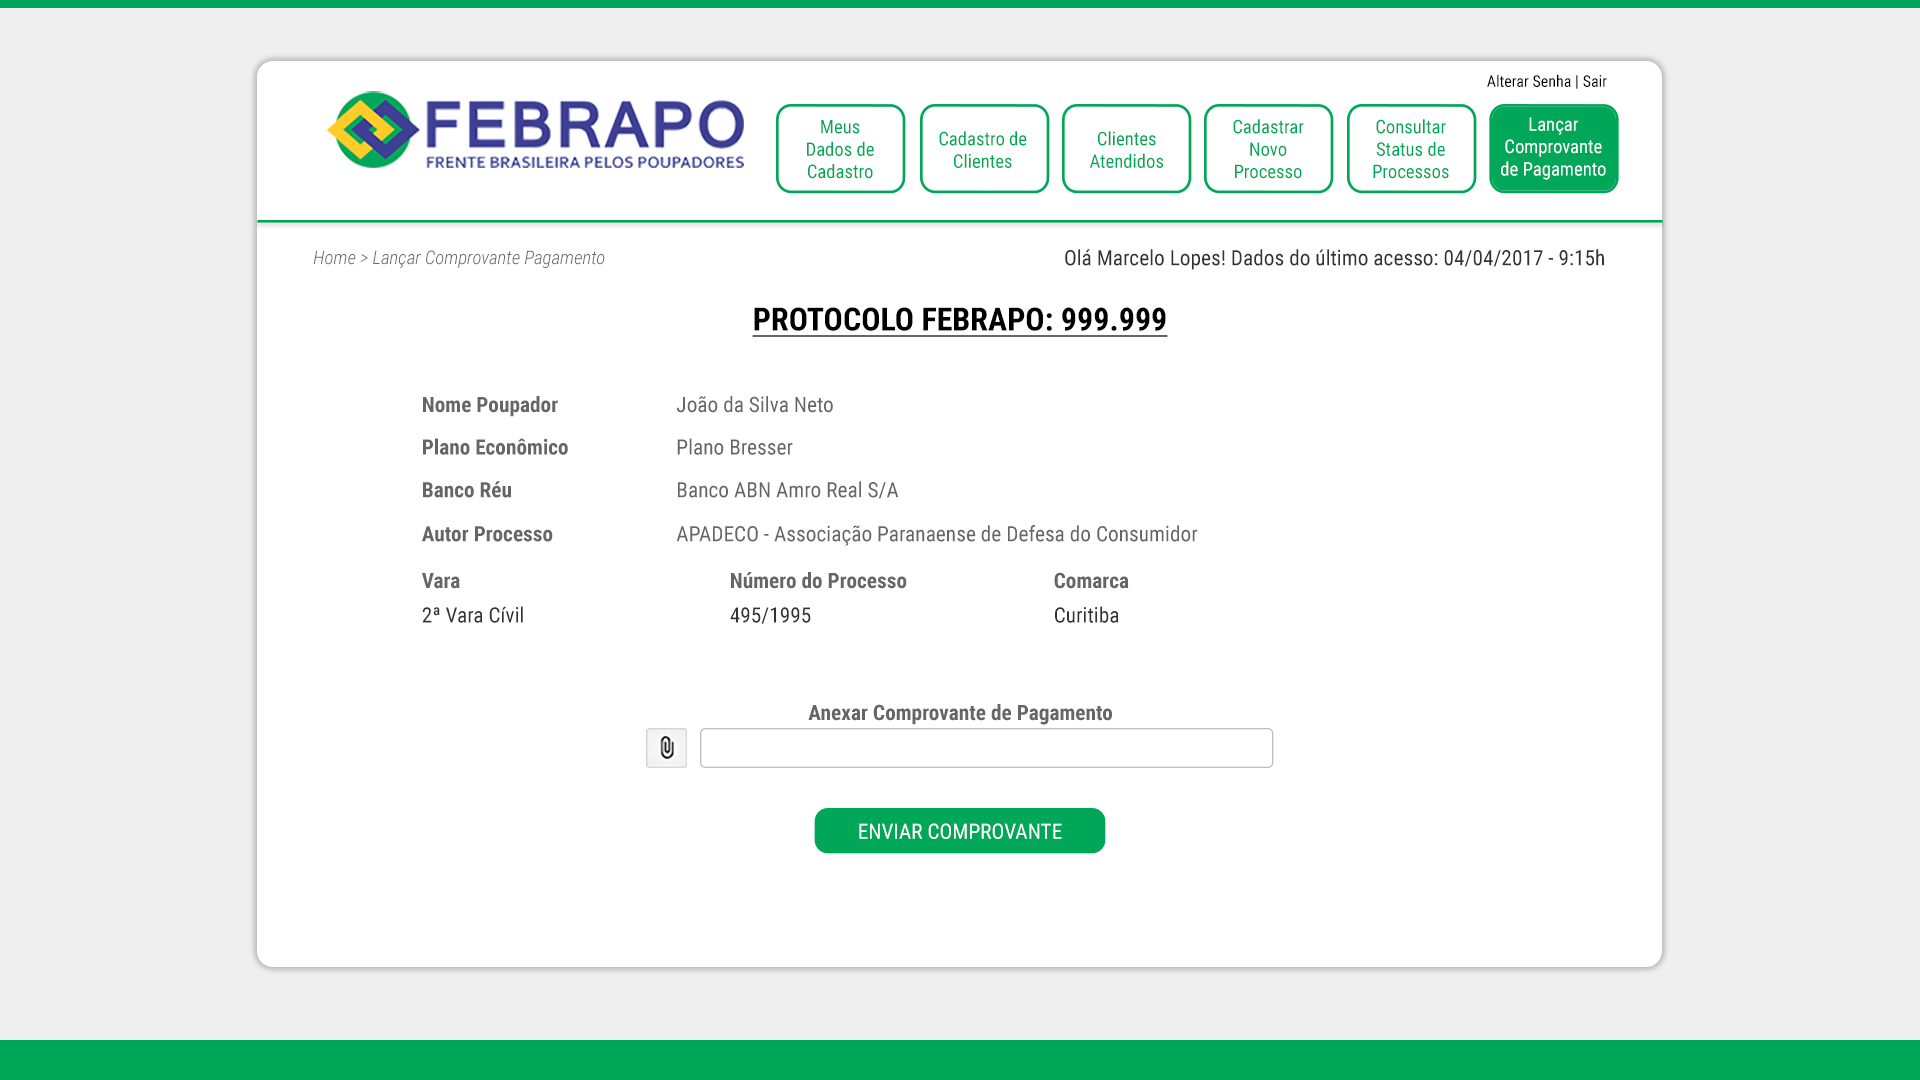 Alterar Senha | Sair
FEBRAPO
FRENTE BRASILEIRA PELOS POUPADORES
Meus
Dados de
Cadastro
Cadastro de
Clientes
Clientes
Atendidos
Cadastrar
Novo
Processo
Consultar
Status de
Processos
Lançar
Comprovante
de Pagamento
Home > Lançar Comprovante Pagamento
Olá Marcelo Lopes! Dados do último acesso: 04/04/2017 - 9:15h
PROTOCOLO FEBRAPO: 999.999
Nome Poupador João da Silva Neto
Plano Econômico Plano Bresser
Banco Réu Banco ABN Amro Real S/A
Autor Processo APADECO - Associação Paranaense de Defesa do Consumidor
Vara Número do Processo Comarca
2ª Vara Cívil 495/1995 Curitiba
Anexar Comprovante de Pagamento
ENVIAR COMPROVANTE